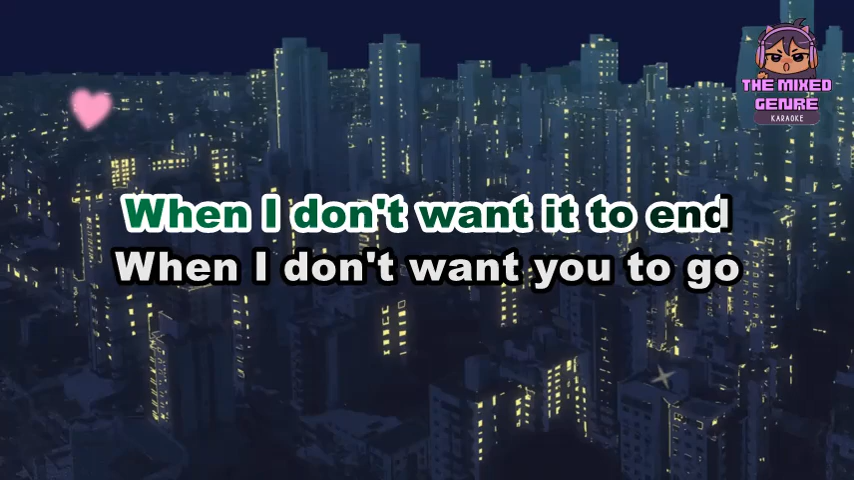 THE MIXED
GENRE
KARAOKE
When I don't want it to end
When I don't want you to go